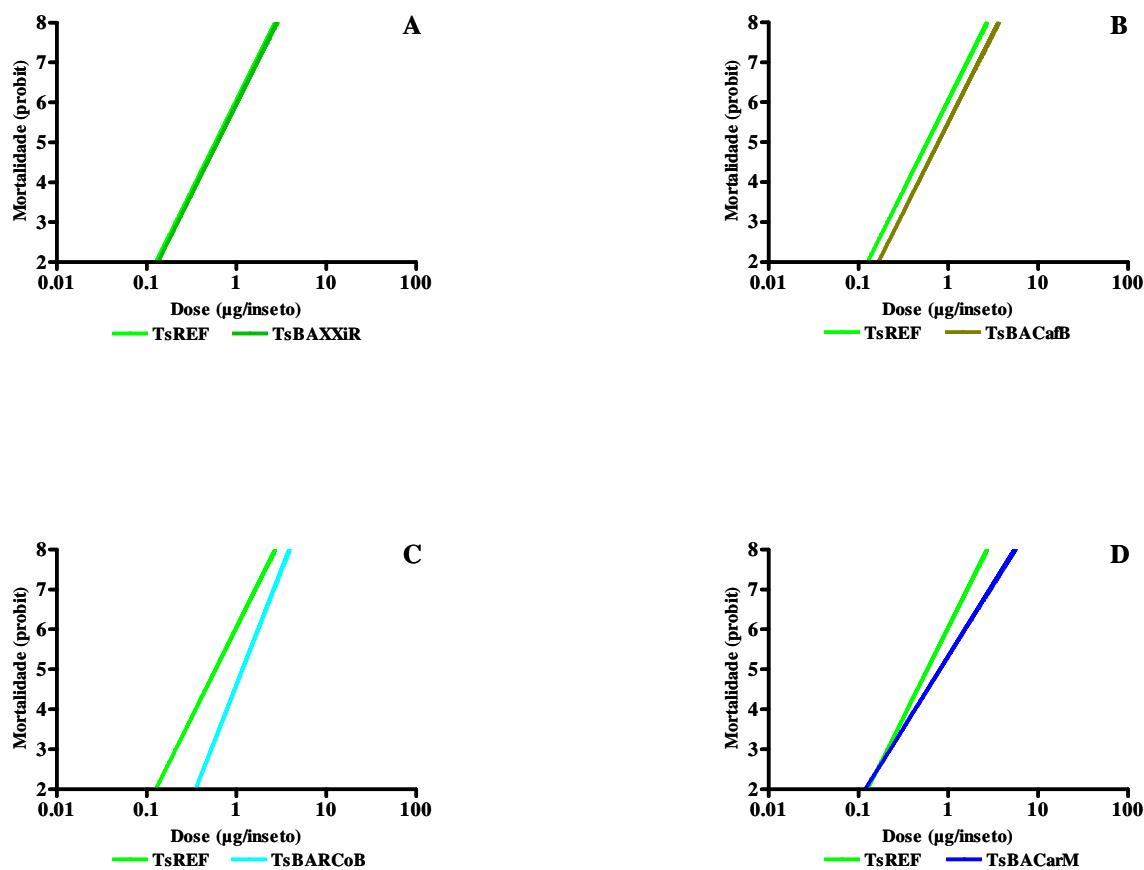 A
8
7
6
5
4
3
2
Mortalidade (probit)
0.01 0.1 1 10 100
Dose (µg/inseto)
TsREF TsBAXXiR
B
8
7
6
5
4
3
2
Mortalidade (probit)
0.01 0.1 1 10 100
Dose (µg/inseto)
TsREF TsBACafB
C
8
7
6
5
4
3
2
Mortalidade (probit)
0.01 0.1 1 10 100
Dose (µg/inseto)
TsREF TsBARCoB
D
8
7
6
5
4
3
2
Mortalidade (probit)
0.01 0.1 1 10 100
Dose (µg/inseto)
TsREF TsBACarM